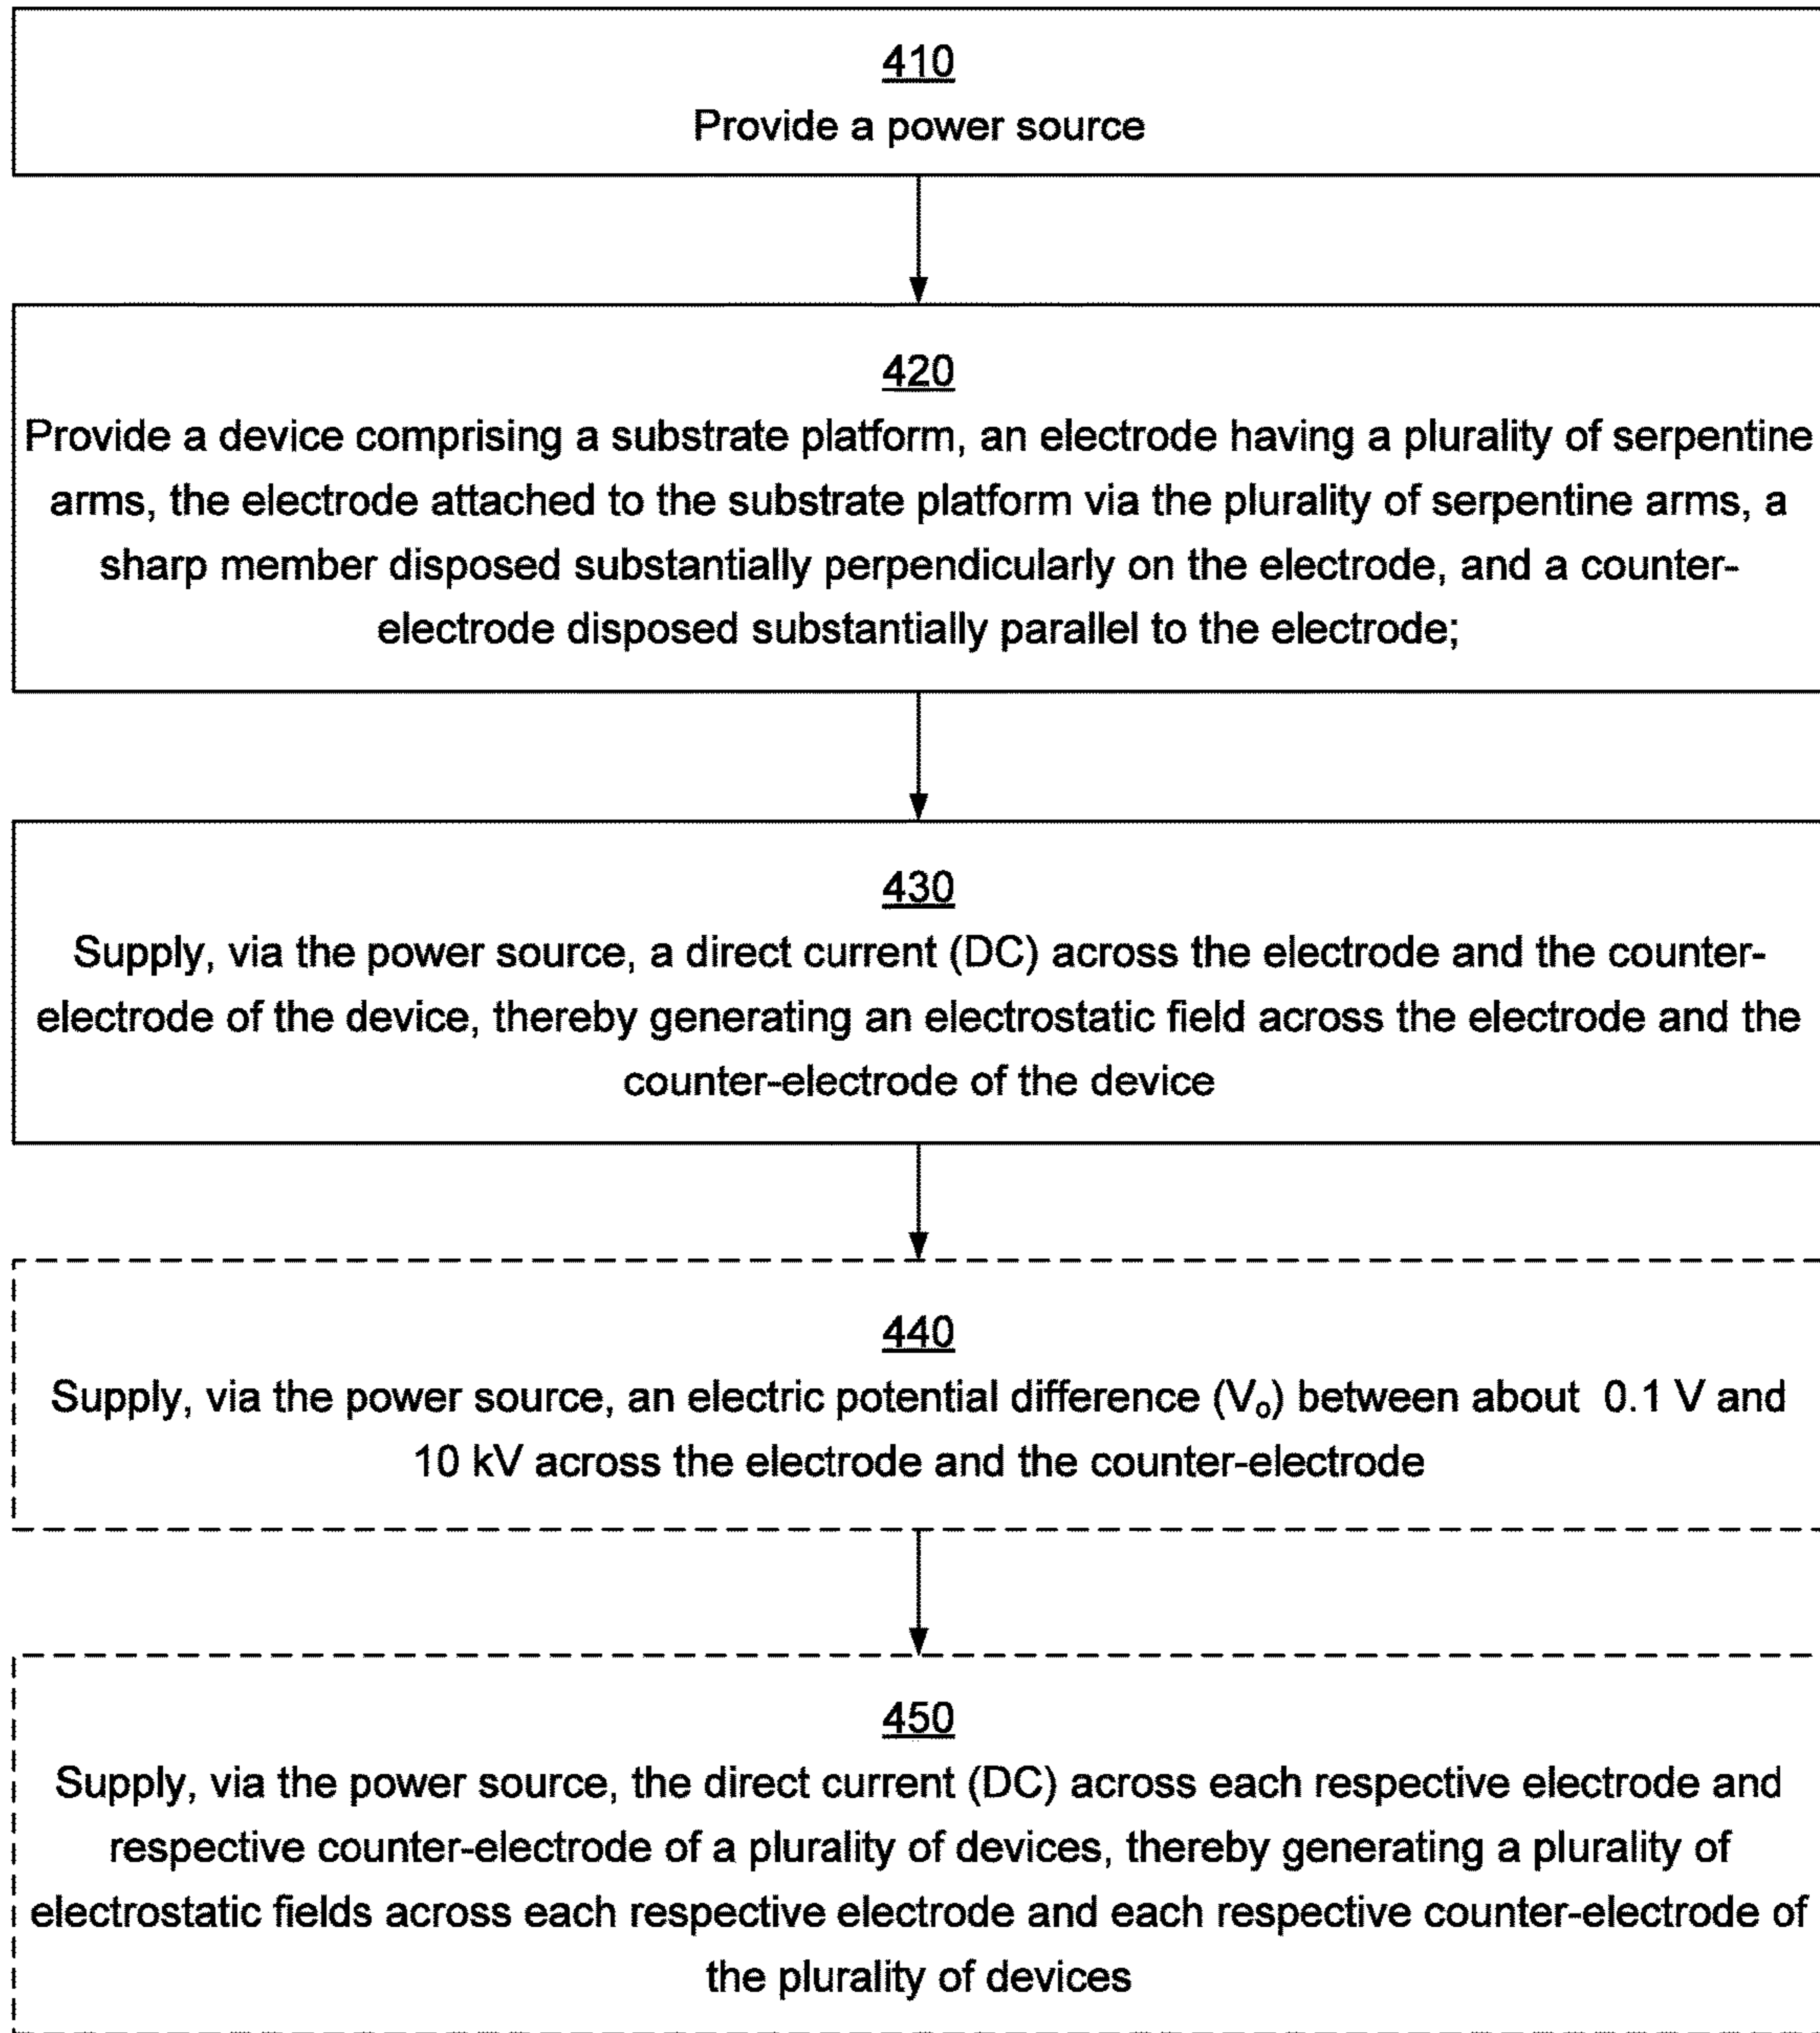 410
Provide a power source
420
Provide a device comprising a substrate platform, an electrode having a plurality of serpentine
arms, the electrode attached to the substrate platform via the plurality of serpentine arms, a
sharp member disposed substantially perpendicularly on the electrode, and a counter-
electrode disposed substantially parallel to the electrode;
430
Supply, via the power source, a direct current (DC) across the electrode and the counter-
electrode of the device, thereby generating an electrostatic field across the electrode and the
counter-electrode of the device
440
Supply, via the power source, an electric potential difference (Vₒ) between about 0.1 V and
10 kV across the electrode and the counter-electrode
450
Supply, via the power source, the direct current (DC) across each respective electrode and
respective counter-electrode of a plurality of devices, thereby generating a plurality of
electrostatic fields across each respective electrode and each respective counter-electrode of
the plurality of devices